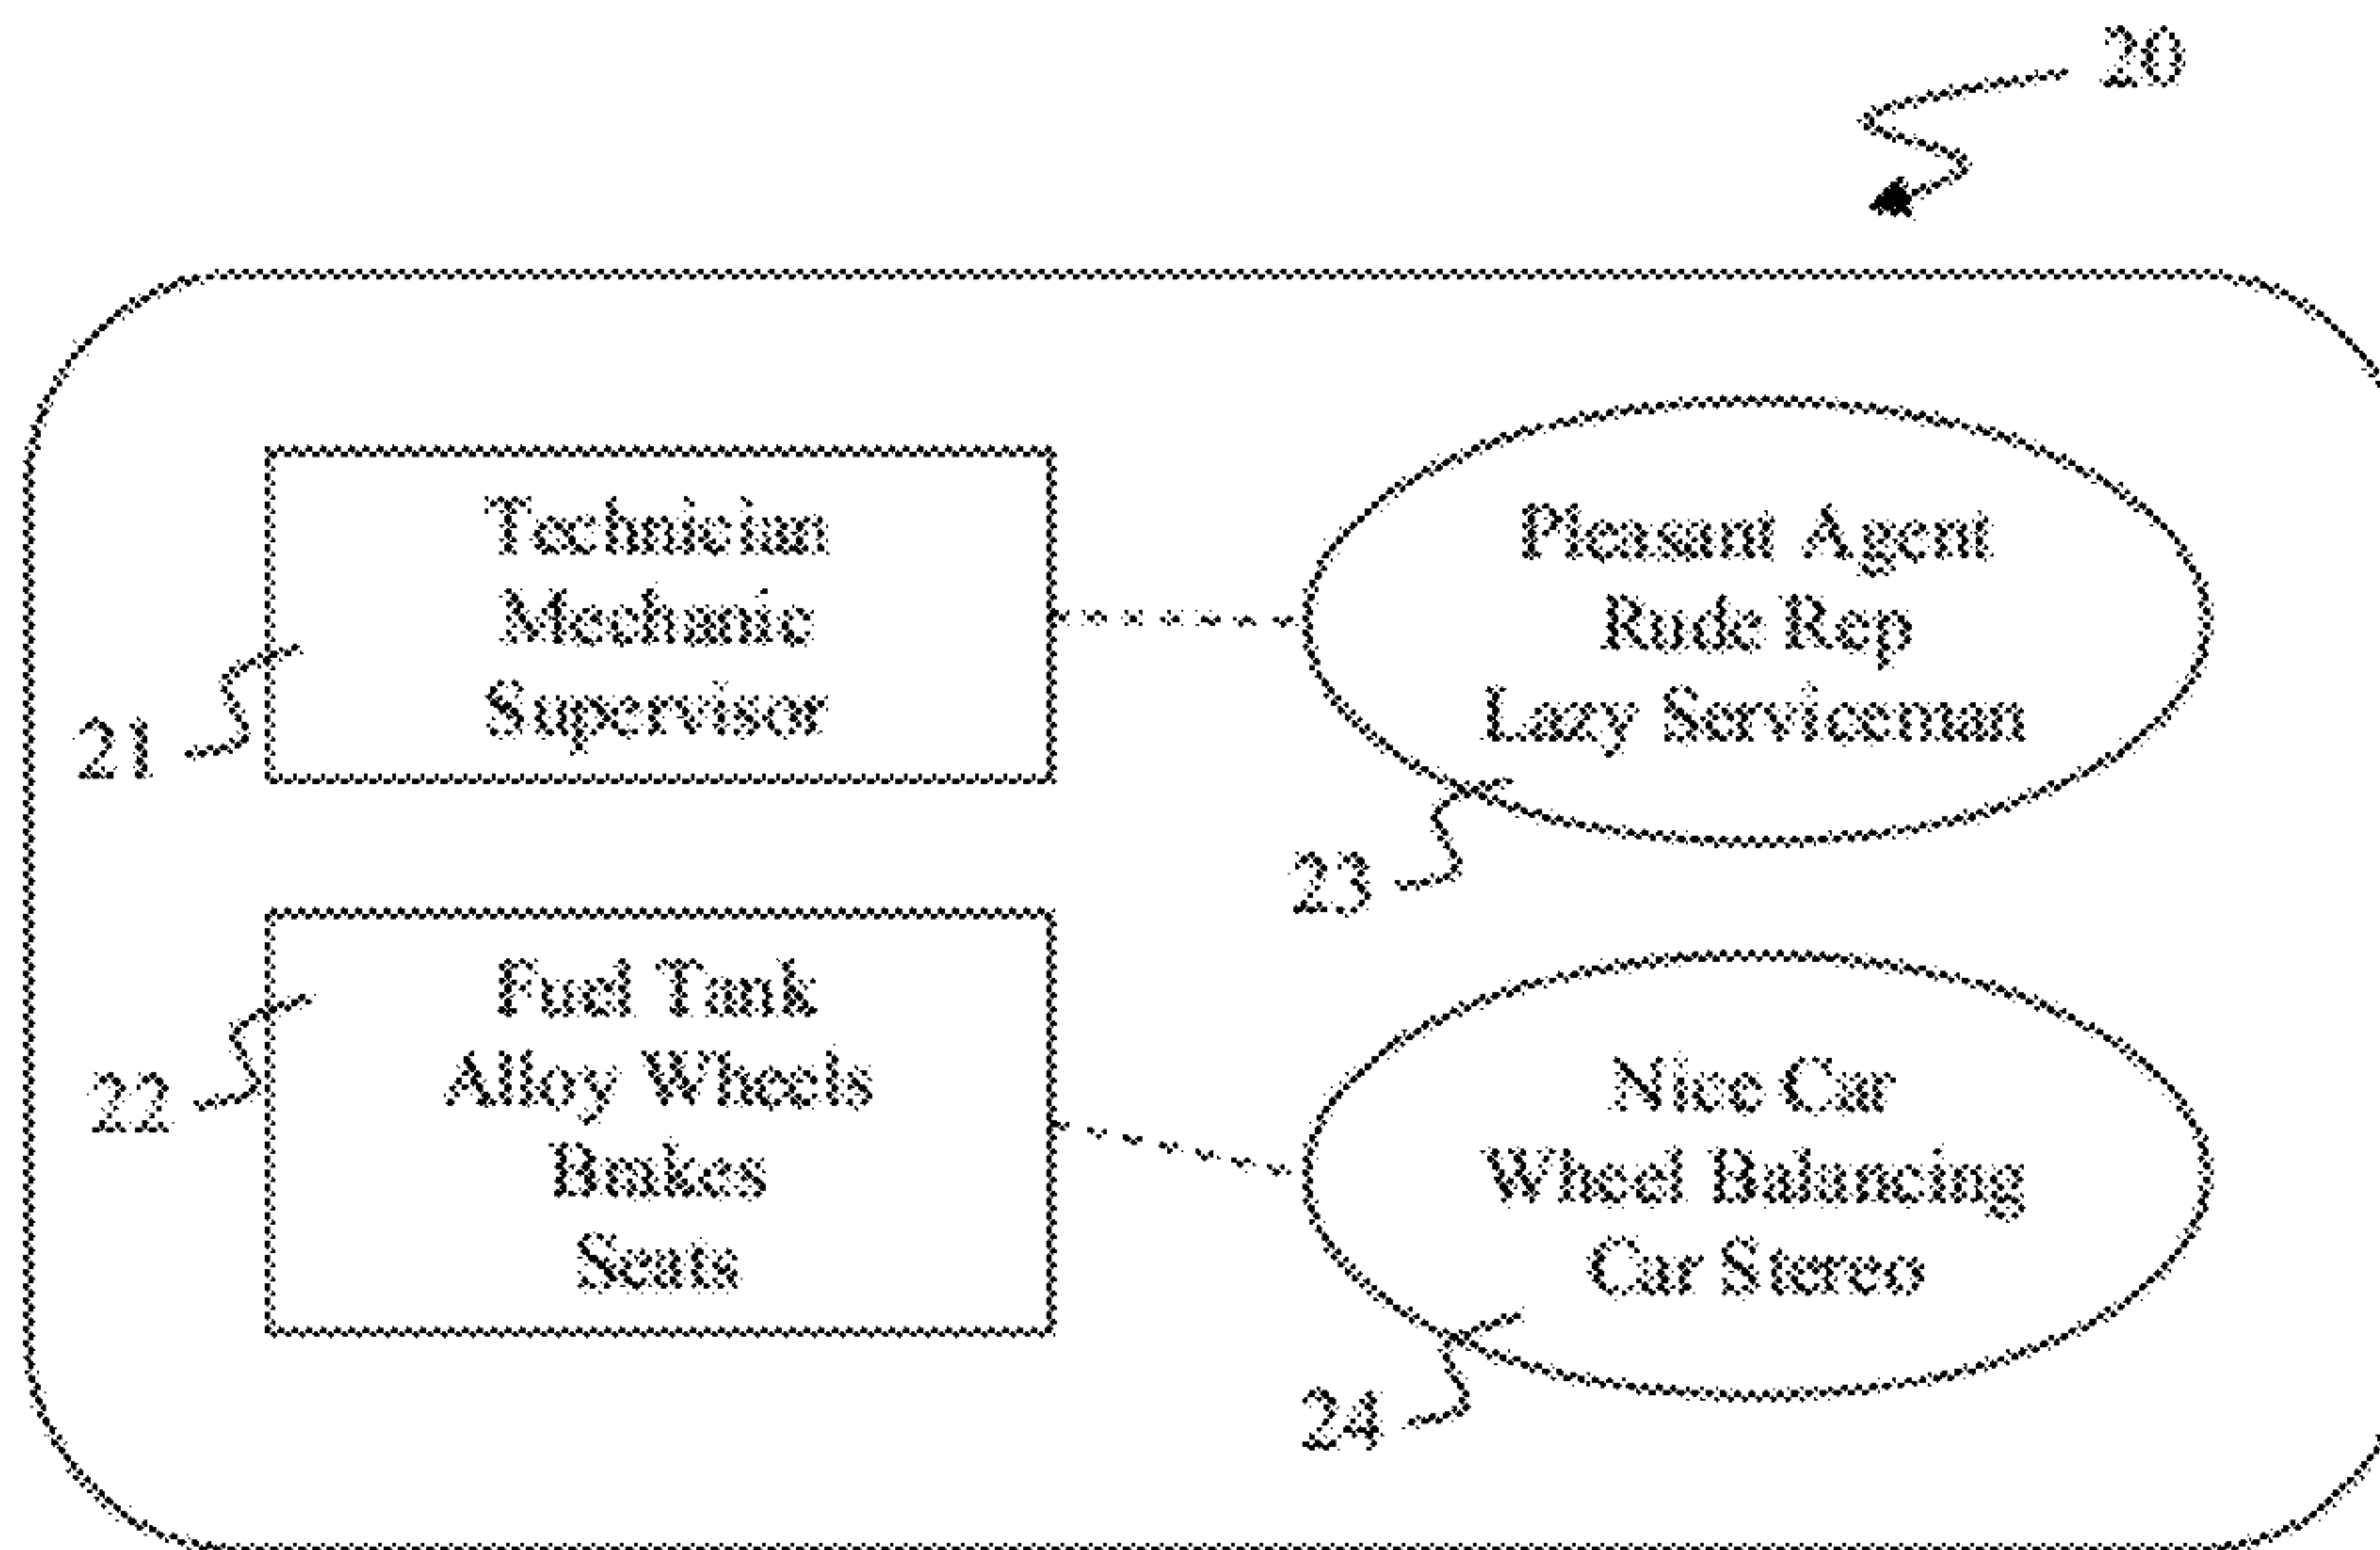 20
Technician
Mechanic
Supervisor
21
Pleasant Agent
Rude Rep
Lazy Serviceman
23
Fuel Tank
Alloy Wheels
Brakes
Seats
22
Nice Car
Wheel Balancing
Car Stereo
24